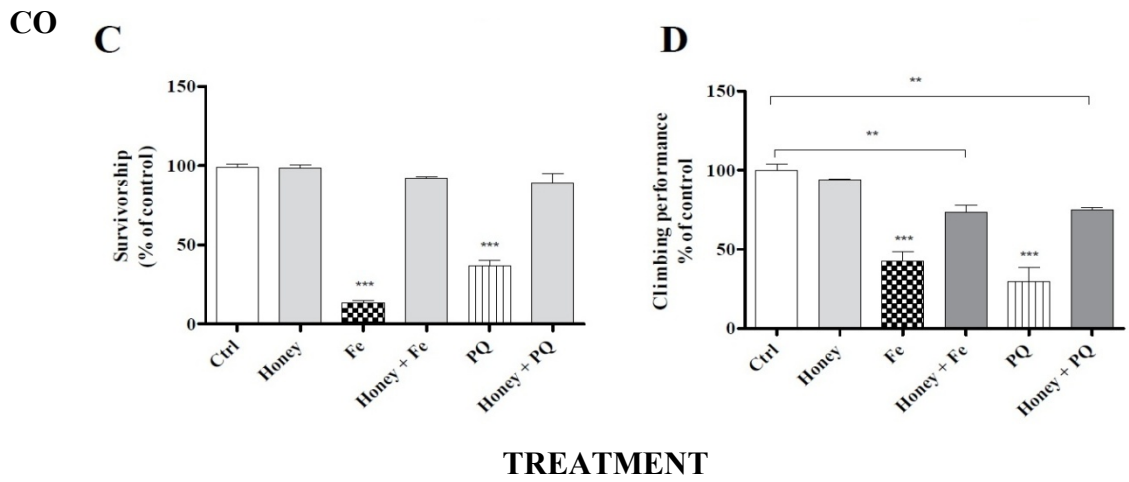 CO
C
Survivorship
(% of control)
150
100
50
0
***
***
Ctrl
Honey
Fe
Honey + Fe
PQ
Honey + PQ
D
Climbing performance
% of control
150
100
50
0
**
**
***
***
Ctrl
Honey
Fe
Honey + Fe
PQ
Honey + PQ
TREATMENT